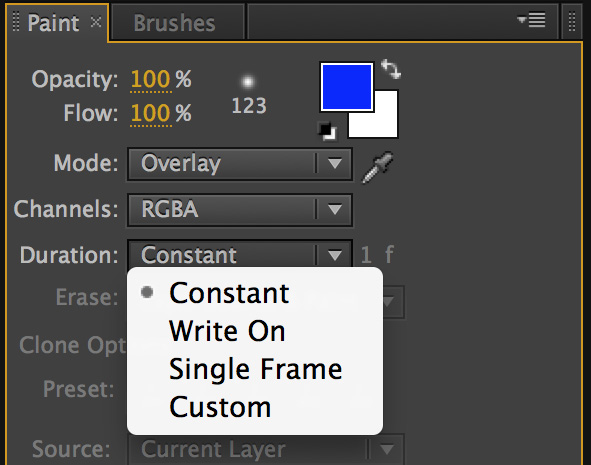 Paint × Brushes
Opacity: 100 %
Flow: 100 % 123
Mode: Overlay
Channels: RGBA
Duration: Constant 1 f
Constant
Erase:
Write On
Clone Opt
Single Frame
Preset:
Custom
Source: Current Layer